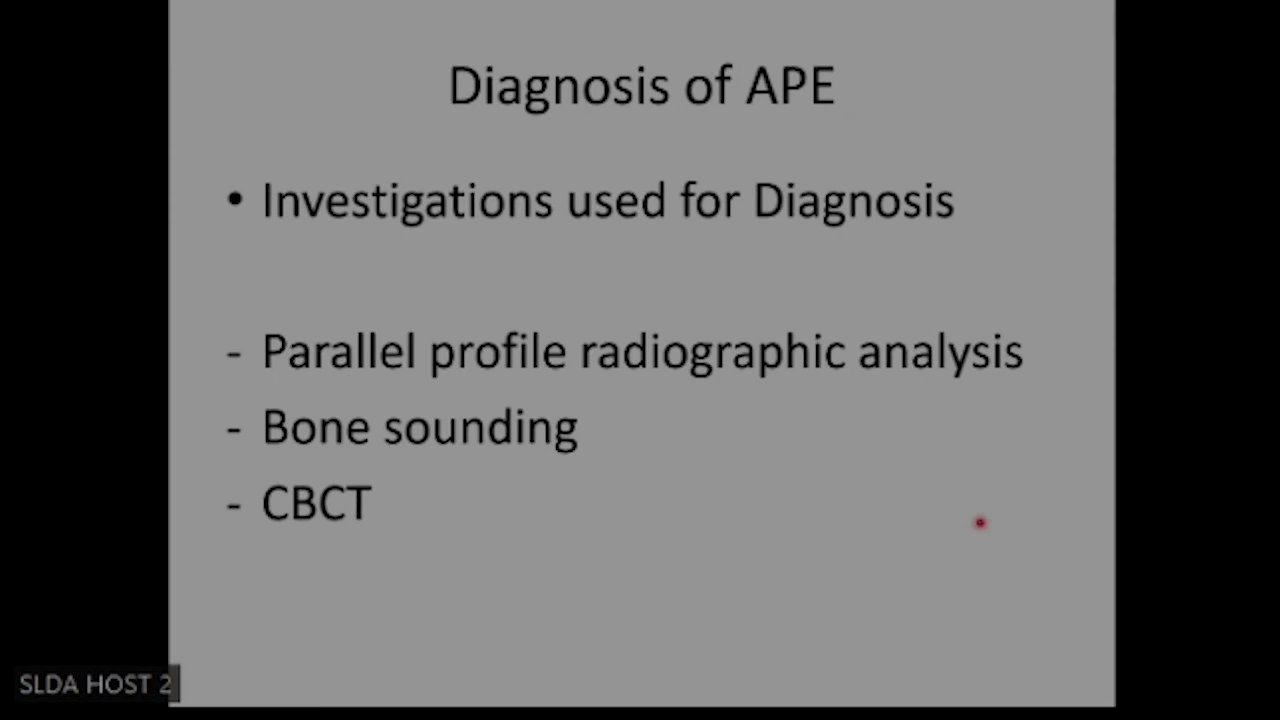 Diagnosis of APE
• Investigations used for Diagnosis
- Parallel profile radiographic analysis
- Bone sounding
- CBCT
SLDA HOST 2